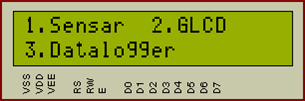 1.Sensar 2.GLCD
3.Datalogger
VSS VDD VEE RS RW E D0 D1 D2 D3 D4 D5 D6 D7